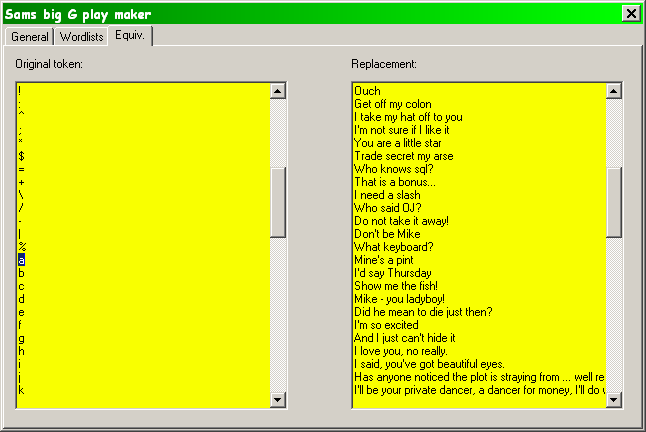 Sams big G play maker
General Wordlists Equiv.
Original token: Replacement:
! Ouch
: Get off my colon
^ I take my hat off to you
; I'm not sure if I like it
* You are a little star
$ Trade secret my arse
= Who knows sql?
+ That is a bonus...
\ I need a slash
/ Who said OJ?
- Do not take it away!
| Don't be Mike
% What keyboard?
a Mine's a pint
b I'd say Thursday
c Show me the fish!
d Mike - you ladyboy!
e Did he mean to die just then?
f I'm so excited
g And I just can't hide it
h I love you, no really.
i I said, you've got beautiful eyes.
j Has anyone noticed the plot is straying from ... well re
k I'll be your private dancer, a dancer for money, I'll do